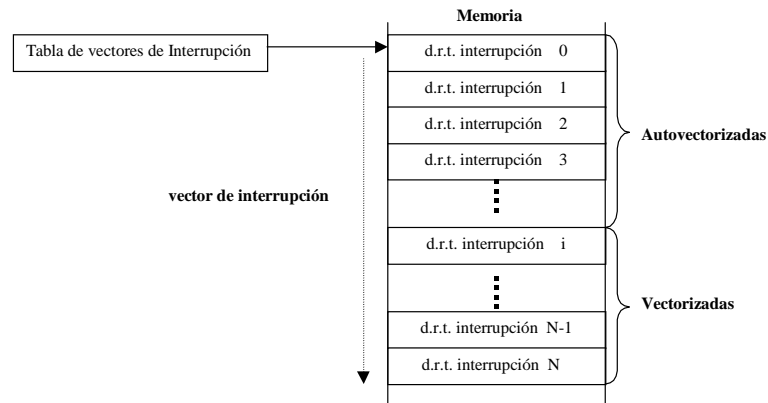 Memoria
Tabla de vectores de Interrupción
d.r.t. interrupción 0
d.r.t. interrupción 1
d.r.t. interrupción 2
d.r.t. interrupción 3
Autovectorizadas
vector de interrupción
d.r.t. interrupción i
Vectorizadas
d.r.t. interrupción N-1
d.r.t. interrupción N